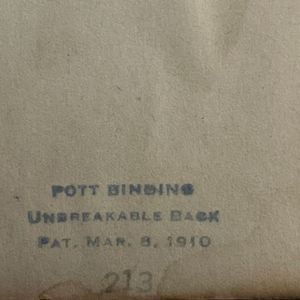 POTT BINDING
UNBREAKABLE BACK
PAT. MAR. 8, 1910
213